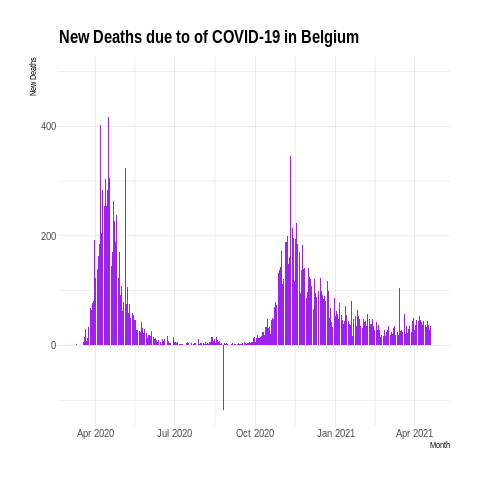 New Deaths due to of COVID-19 in Belgium
New Deaths
400
200
0
Apr 2020 Jul 2020 Oct 2020 Jan 2021 Apr 2021
Month